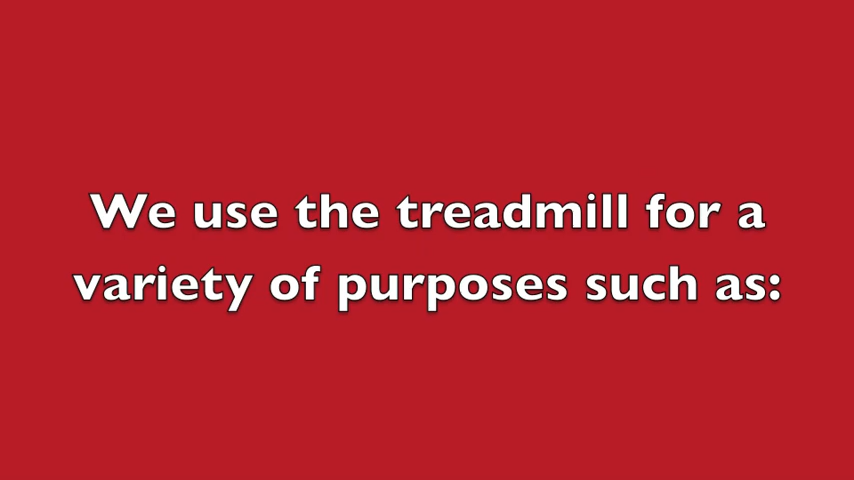 We use the treadmill for a
variety of purposes such as: